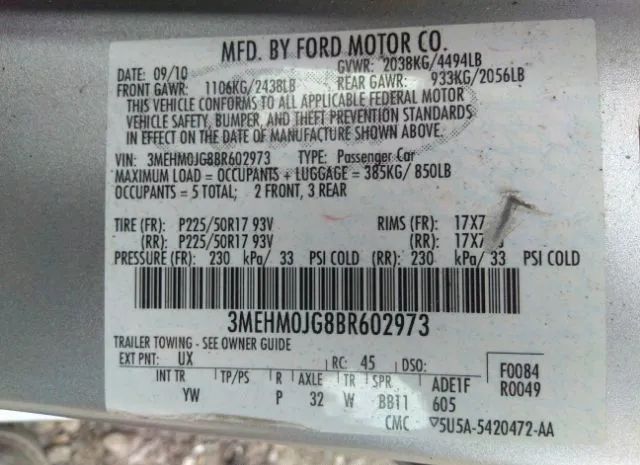 MFD. BY FORD MOTOR CO.
DATE: 09/10 GVWR: 2038KG/4494LB
FRONT GAWR: 1106KG/2438LB REAR GAWR: 933KG/2056LB
THIS VEHICLE CONFORMS TO ALL APPLICABLE FEDERAL MOTOR
VEHICLE SAFETY, BUMPER, AND THEFT PREVENTION STANDARDS
IN EFFECT ON THE DATE OF MANUFACTURE SHOWN ABOVE.
VIN: 3MEHM0JG8BR602973 TYPE: Passenger Car
MAXIMUM LOAD = OCCUPANTS + LUGGAGE = 385KG/ 850LB
OCCUPANTS = 5 TOTAL; 2 FRONT, 3 REAR
TIRE (FR): P225/50R17 93V RIMS (FR): 17X7
(RR): P225/50R17 93V (RR): 17X7
PRESSURE (FR): 230 kPa/ 33 PSI COLD (RR): 230 kPa/ 33 PSI COLD
3MEHM0JG8BR602973
TRAILER TOWING - SEE OWNER GUIDE
EXT PNT: UX RC: 45 DSO: F0084
INT TR TP/PS R AXLE TR SPR ADE1F R0049
YW P 32 W BB11 605
CMC ▽5U5A-5420472-AA